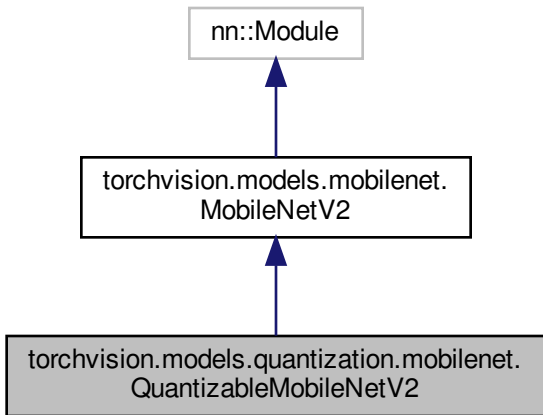 nn::Module
torchvision.models.mobilenet.
MobileNetV2
torchvision.models.quantization.mobilenet.
QuantizableMobileNetV2